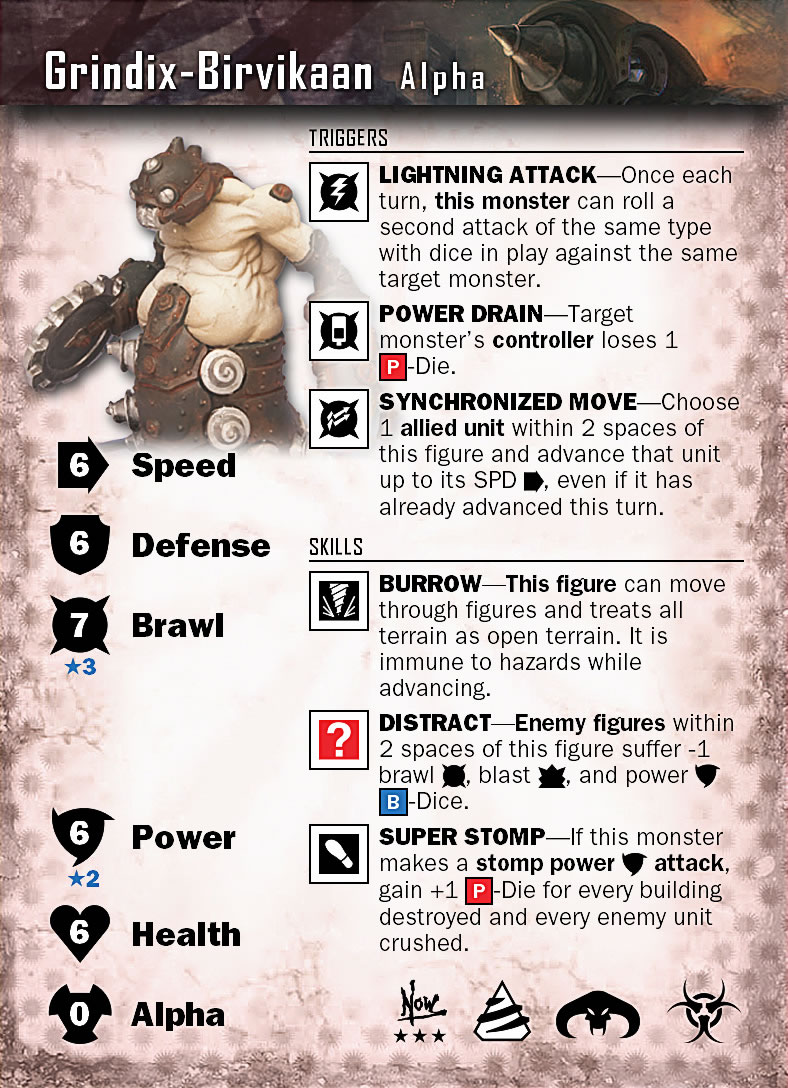 Grindix-Birvikaan Alpha
TRIGGERS
LIGHTNING ATTACK—Once each
turn, this monster can roll a
second attack of the same type
with dice in play against the same
target monster.
POWER DRAIN—Target
monster's controller loses 1
P-Die.
SYNCHRONIZED MOVE—Choose
1 allied unit within 2 spaces of
this figure and advance that unit
up to its SPD , even if it has
already advanced this turn.
6 Speed
6 Defense
7 Brawl
★3
6 Power
★2
6 Health
0 Alpha
SKILLS
BURROW—This figure can move
through figures and treats all
terrain as open terrain. It is
immune to hazards while
advancing.
?
DISTRACT—Enemy figures within
2 spaces of this figure suffer -1
brawl , blast , and power
B-Dice.
SUPER STOMP—If this monster
makes a stomp power attack,
gain +1 P-Die for every building
destroyed and every enemy unit
crushed.
Now
★★★